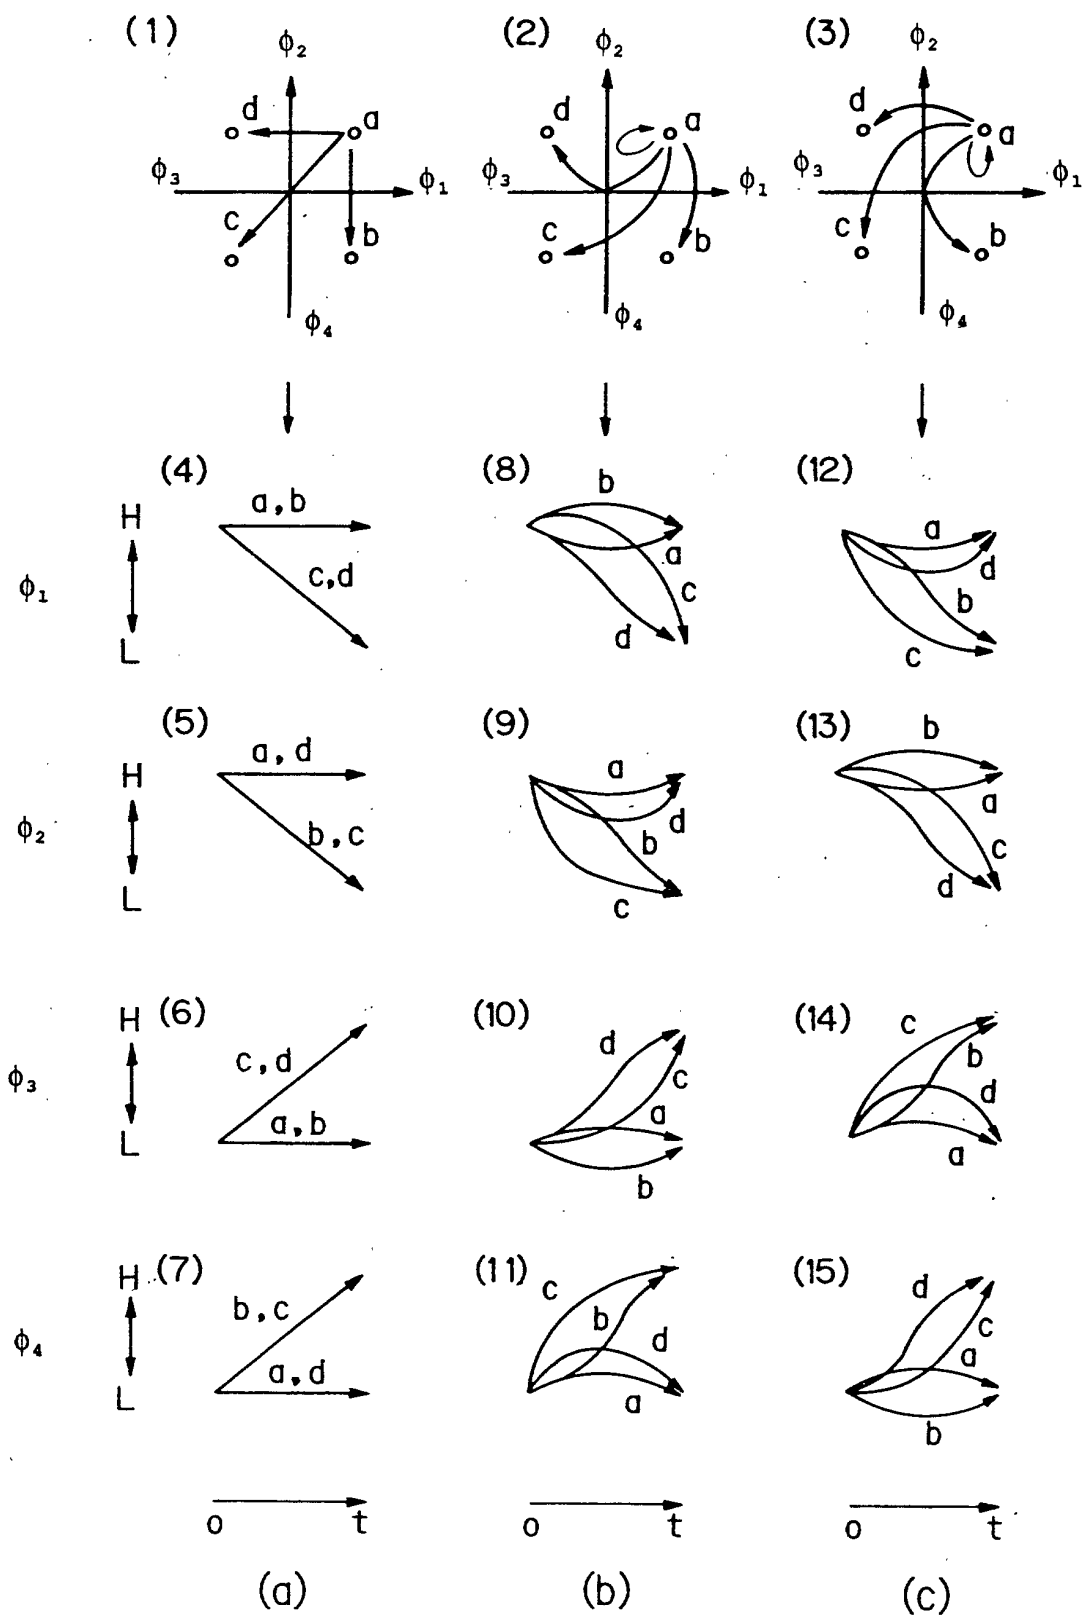 (1) (2) (3)
ϕ₂ ϕ₂ ϕ₂
d a d a d a
ϕ₃ ϕ₁ ϕ₃ ϕ₁ ϕ₃ ϕ₁
c b c b c b
ϕ₄ ϕ₄ ϕ₄
(4) (8) (12)
ϕ₁
H
L
a,b
c,d
b
a
c
d
a
d
b
c
(5) (9) (13)
ϕ₂
H
L
a,d
b,c
a
d
b
c
b
a
c
d
(6) (10) (14)
ϕ₃
H
L
c,d
a,b
d
c
a
b
c
b
d
a
(7) (11) (15)
ϕ₄
H
L
b,c
a,d
c
b
d
a
d
c
a
b
o t o t o t
(a) (b) (c)